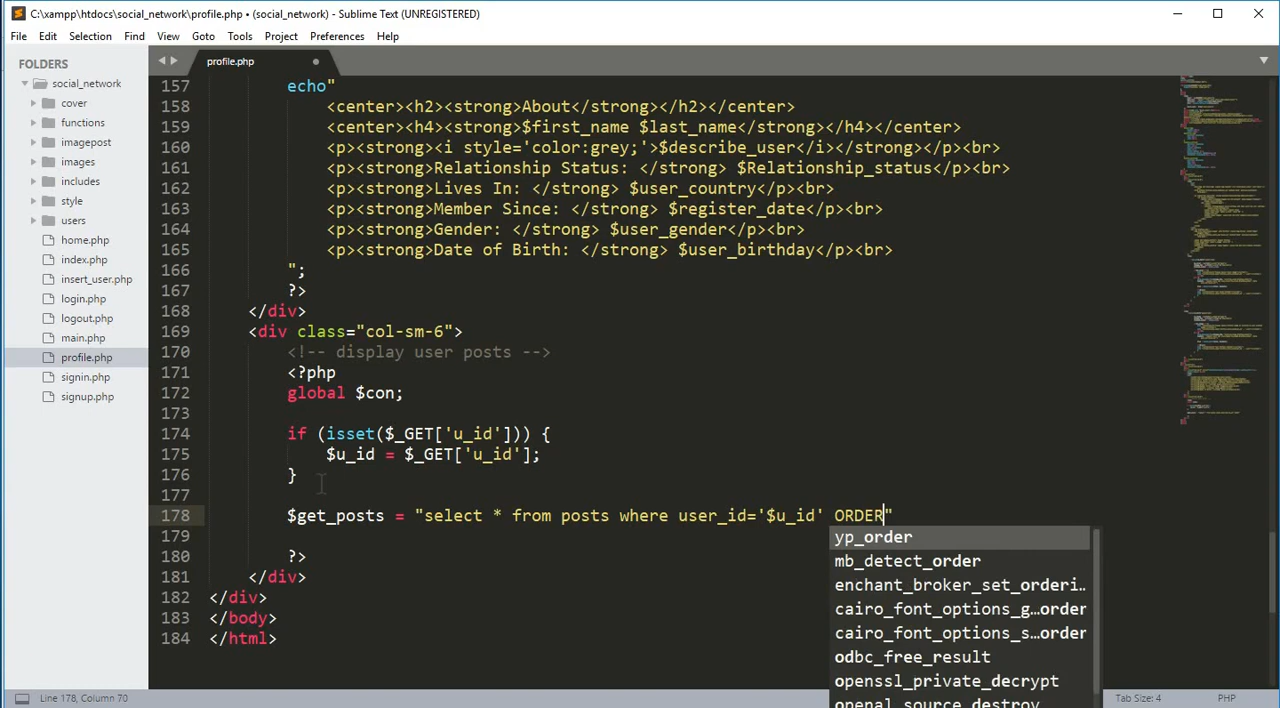 C:\xampp\htdocs\social_network\profile.php • (social_network) - Sublime Text (UNREGISTERED)
File Edit Selection Find View Goto Tools Project Preferences Help
FOLDERS
social_network
cover
functions
imagepost
images
includes
style
users
home.php
index.php
insert_user.php
login.php
logout.php
main.php
profile.php
signin.php
signup.php
profile.php
157 echo"
158 <center><h2><strong>About</strong></h2></center>
159 <center><h4><strong>$first_name $last_name</strong></h4></center>
160 <p><strong><i style='color:grey;'>$describe_user</i></strong></p><br>
161 <p><strong>Relationship Status: </strong> $Relationship_status</p><br>
162 <p><strong>Lives In: </strong> $user_country</p><br>
163 <p><strong>Member Since: </strong> $register_date</p><br>
164 <p><strong>Gender: </strong> $user_gender</p><br>
165 <p><strong>Date of Birth: </strong> $user_birthday</p><br>
166 ";
167 ?>
168 </div>
169 <div class="col-sm-6">
170 <!-- display user posts -->
171 <?php
172 global $con;
173
174 if (isset($_GET['u_id'])) {
175 $u_id = $_GET['u_id'];
176 }
177
178 $get_posts = "select * from posts where user_id='$u_id' ORDER"
179
180 ?>
181 </div>
182 </div>
183 </body>
184 </html>
yp_order
mb_detect_order
enchant_broker_set_orderi..
cairo_font_options_g…order
cairo_font_options_s…order
odbc_free_result
openssl_private_decrypt
openal_source_destroy
Line 178, Column 70
Tab Size: 4
PHP